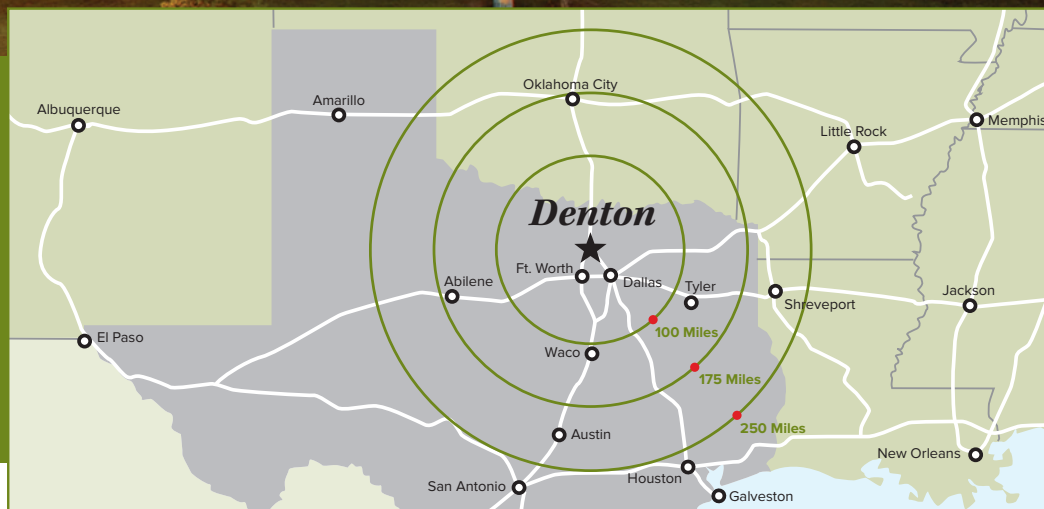 Oklahoma City
Amarillo
Albuquerque
Memphis
Little Rock
Denton
Ft. Worth
Dallas
Abilene
Tyler
Shreveport
Jackson
El Paso
100 Miles
Waco
175 Miles
250 Miles
Austin
New Orleans
Houston
San Antonio
Galveston